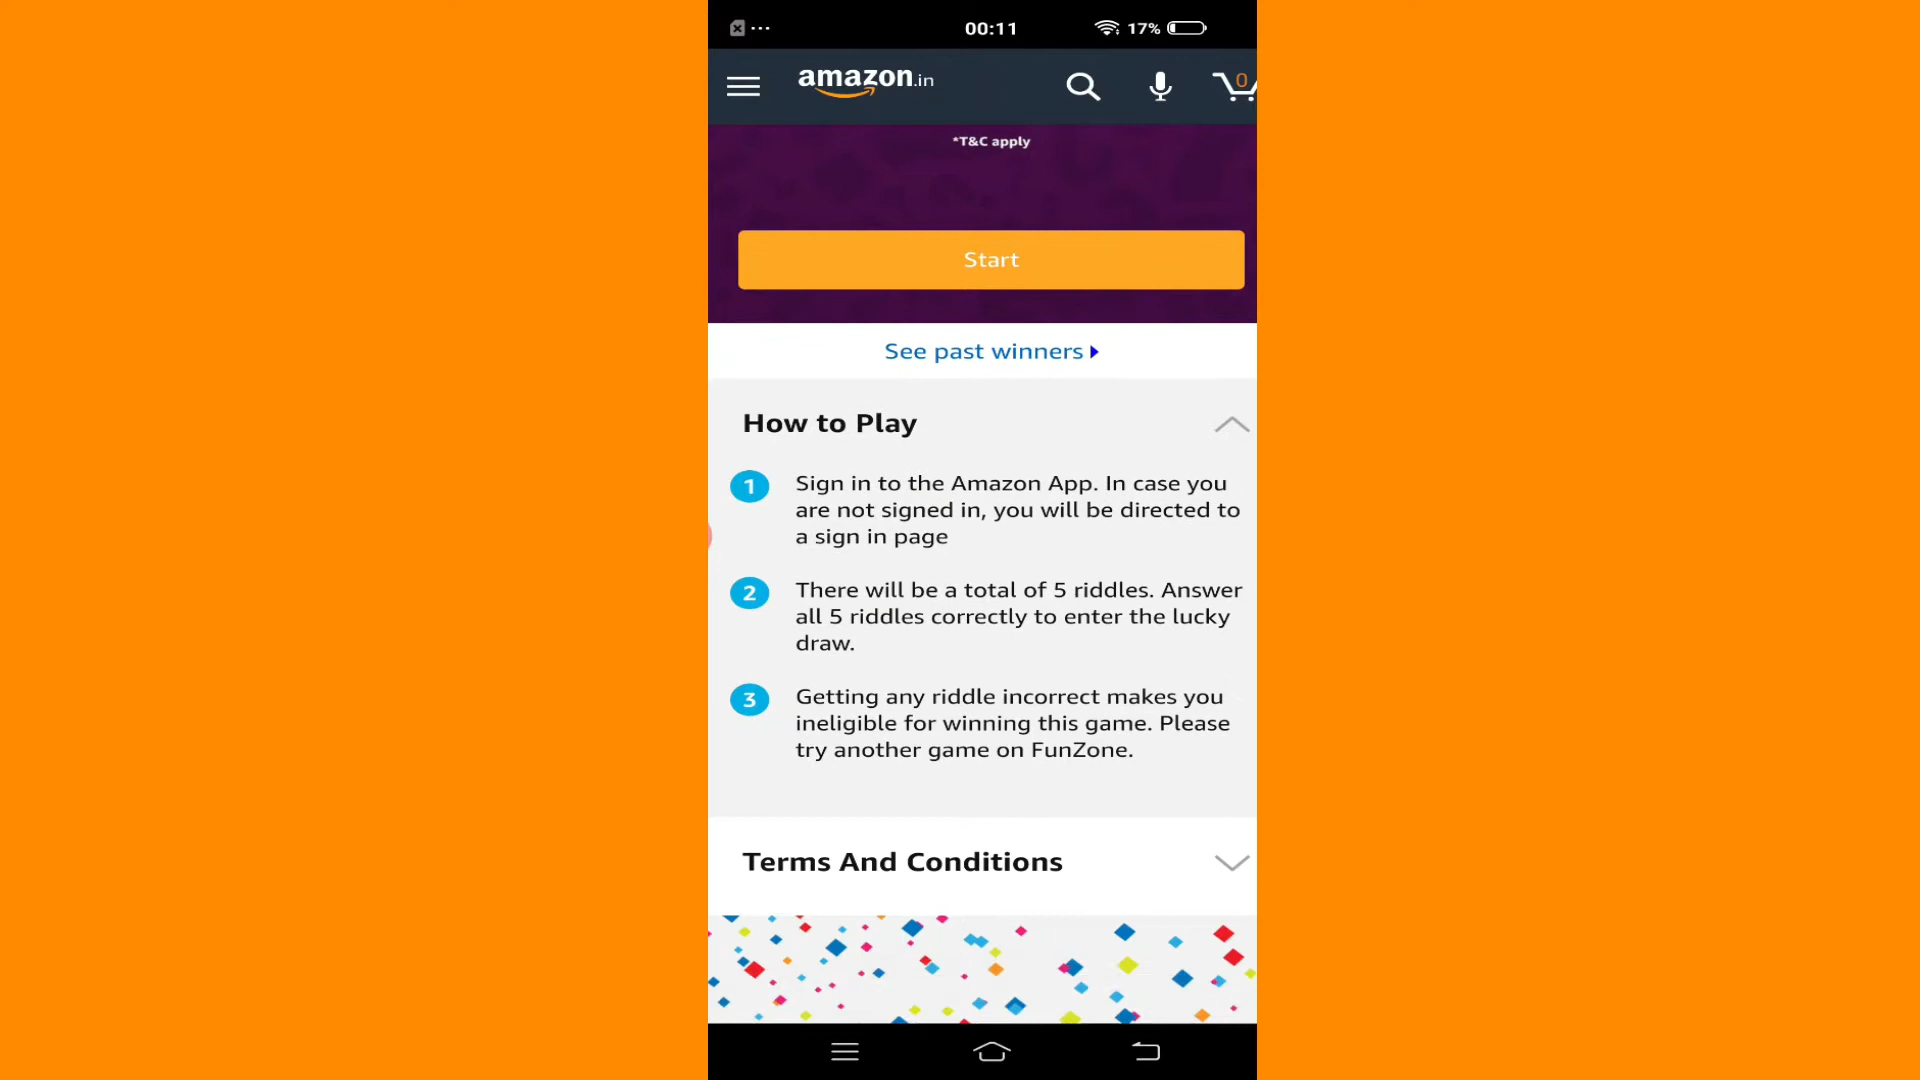 00:11
17%
amazon.in
0
*T&C apply
Start
See past winners
How to Play
1
Sign in to the Amazon App. In case you
are not signed in, you will be directed to
a sign in page
2
There will be a total of 5 riddles. Answer
all 5 riddles correctly to enter the lucky
draw.
3
Getting any riddle incorrect makes you
ineligible for winning this game. Please
try another game on FunZone.
Terms And Conditions